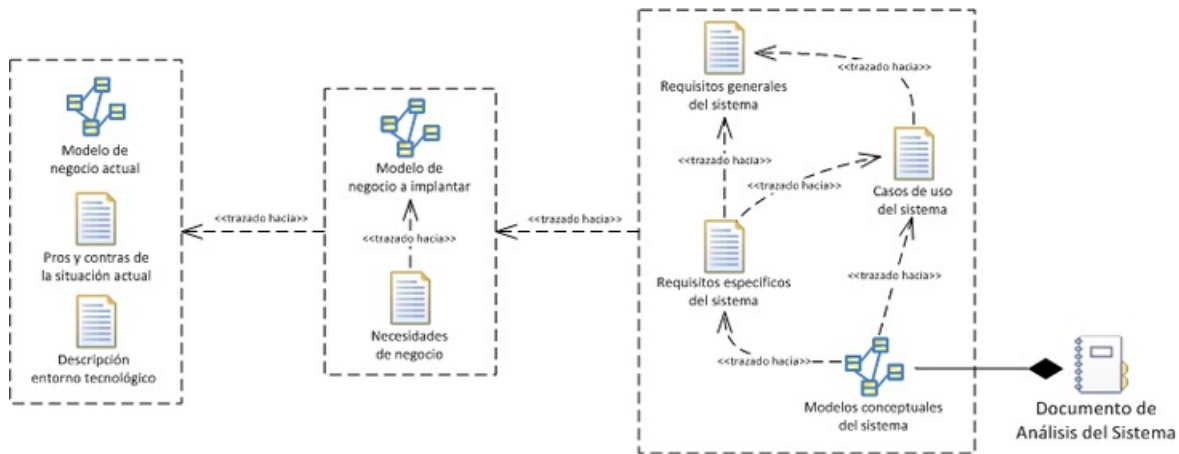 Modelo de
negocio actual
Pros y contras de
la situación actual
Descripción
entorno tecnológico
<<trazado hacia>>
Modelo de
negocio a implantar
<<trazado hacia>>
Necesidades
de negocio
<<trazado hacia>>
Requisitos generales
del sistema
<<trazado hacia>>
<<trazado hacia>>
<<trazado hacia>>
Casos de uso
del sistema
Requisitos específicos
del sistema
<<trazado hacia>>
<<trazado hacia>>
Modelos conceptuales
del sistema
Documento de
Análisis del Sistema